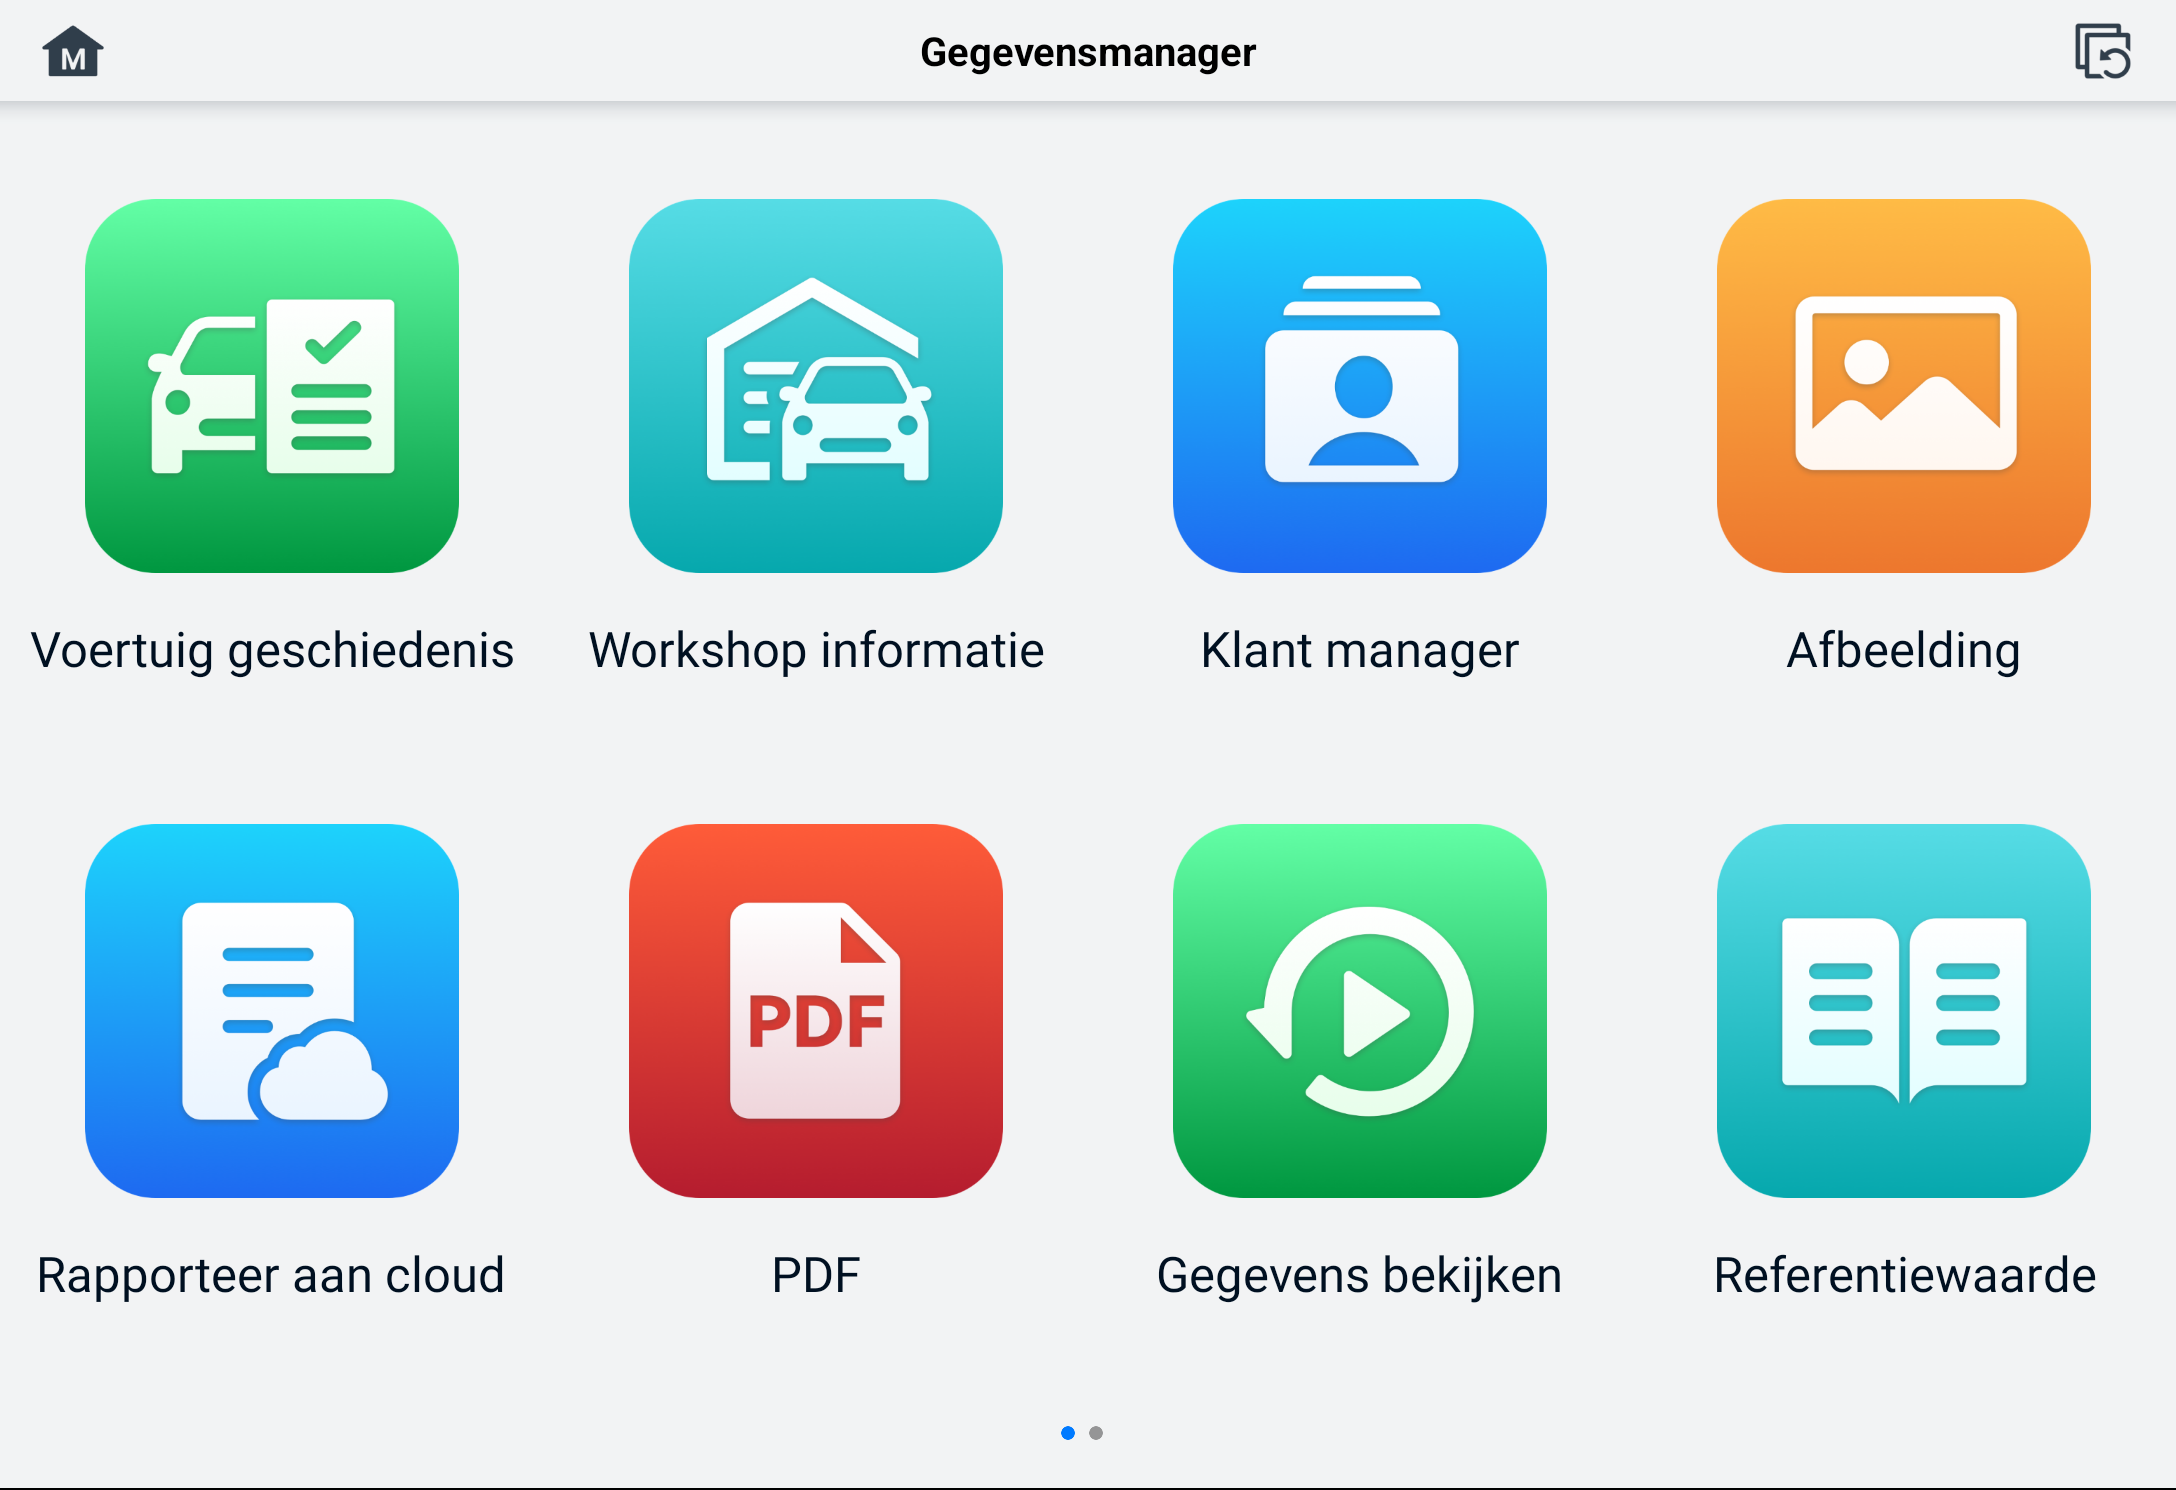 M
Gegevensmanager
Voertuig geschiedenis
Workshop informatie
Klant manager
Afbeelding
PDF
Rapporteer aan cloud
PDF
Gegevens bekijken
Referentiewaarde